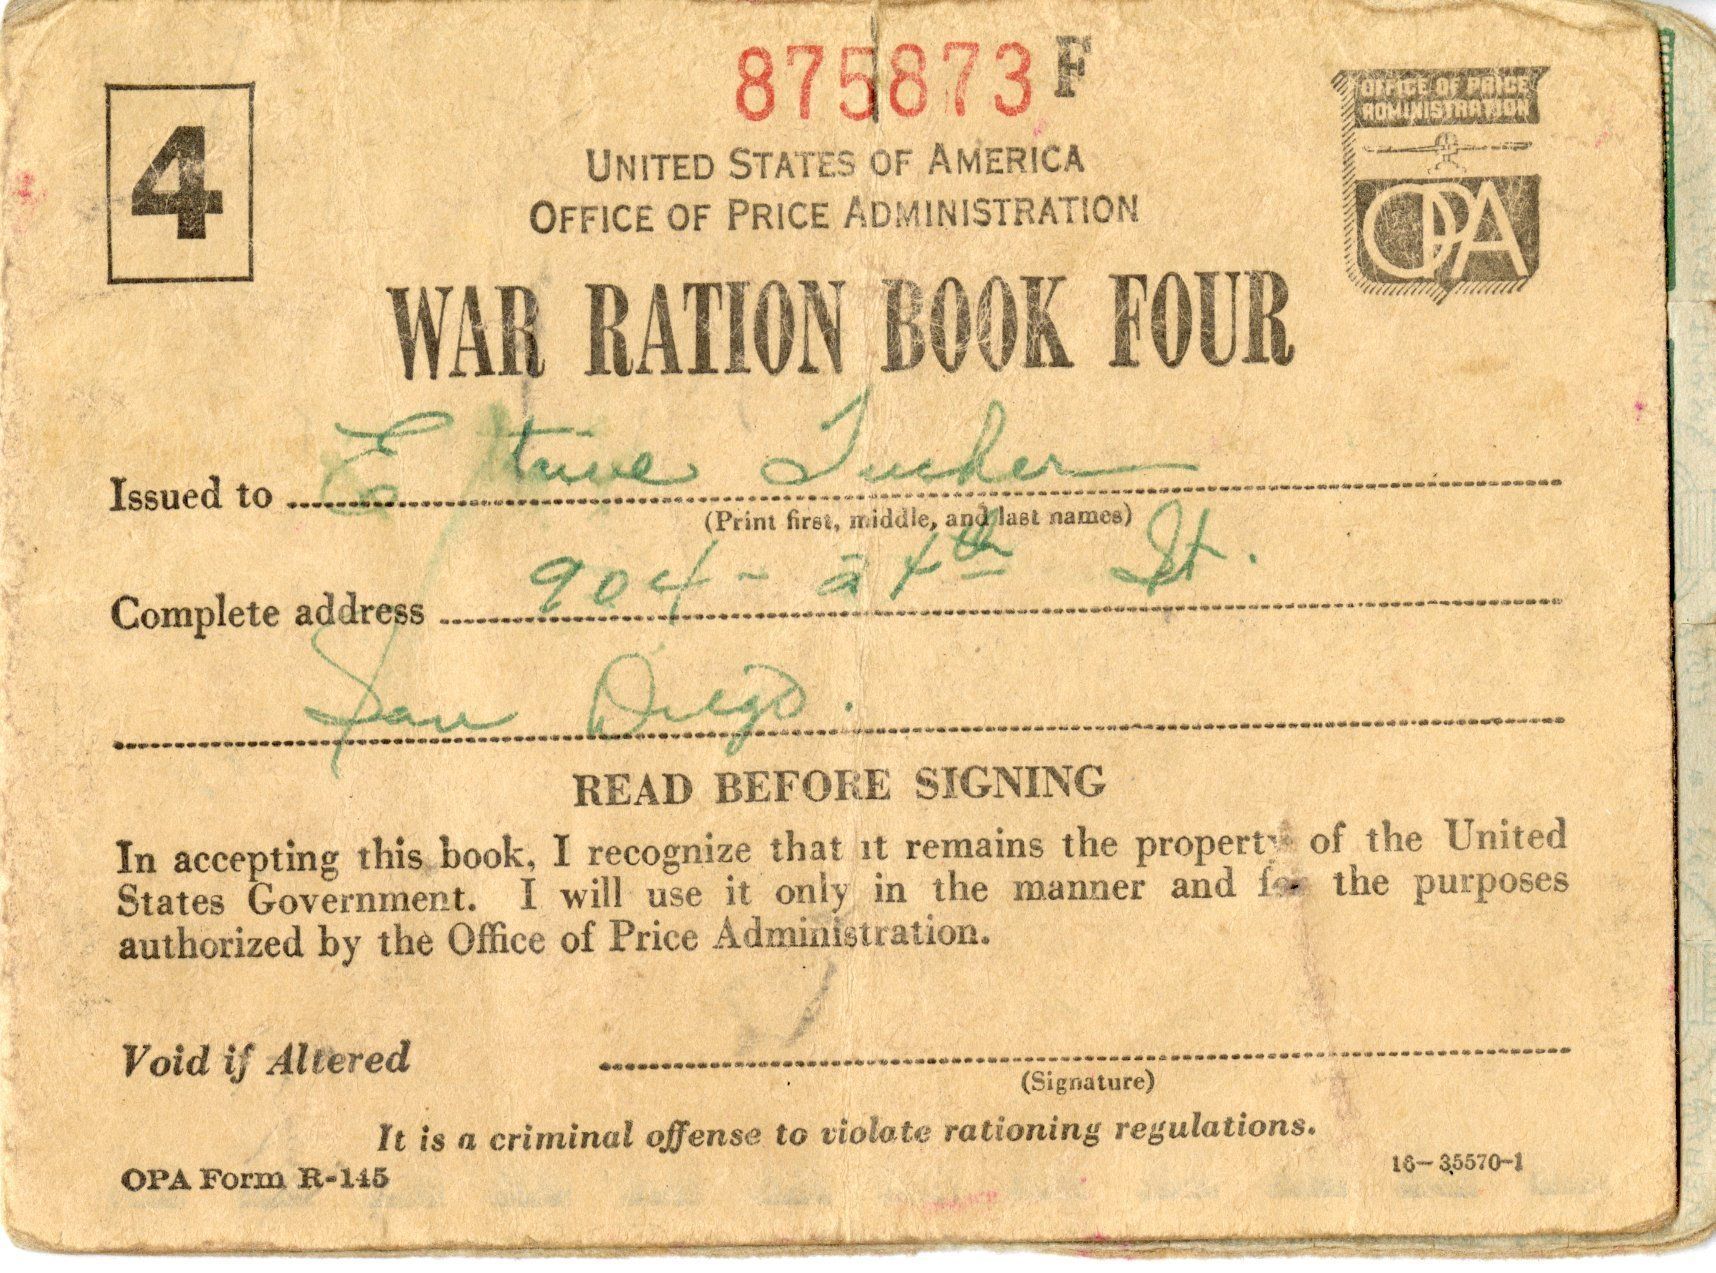 875873 F
4
OFFICE OF PRICE
ADMINISTRATION
OPA
UNITED STATES OF AMERICA
OFFICE OF PRICE ADMINISTRATION
WAR RATION BOOK FOUR
Issued to Tucker
(Print first, middle, and last names)
Complete address 904 - 24th St.
San Diego.
READ BEFORE SIGNING
In accepting this book, I recognize that it remains the property of the United
States Government. I will use it only in the manner and for the purposes
authorized by the Office of Price Administration.
Void if Altered
(Signature)
It is a criminal offense to violate rationing regulations.
OPA Form R-145
16-35570-1